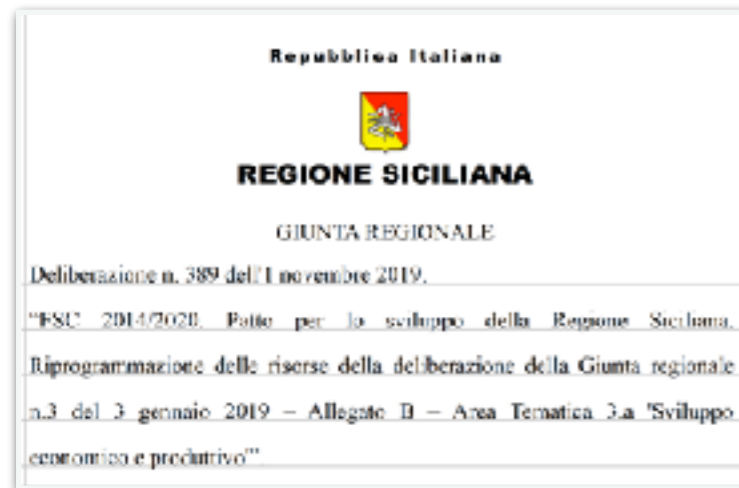 Repubblica Italiana
REGIONE SICILIANA
GIUNTA REGIONALE
Deliberazione n. 389 dell'1 novembre 2019.
“FSC 2014/2020. Patto per lo sviluppo della Regione Siciliana.
Riprogrammazione delle risorse della deliberazione della Giunta regionale
n.3 del 3 gennaio 2019 – Allegato B – Area Tematica 3.a 'Sviluppo
economico e produttivo'”